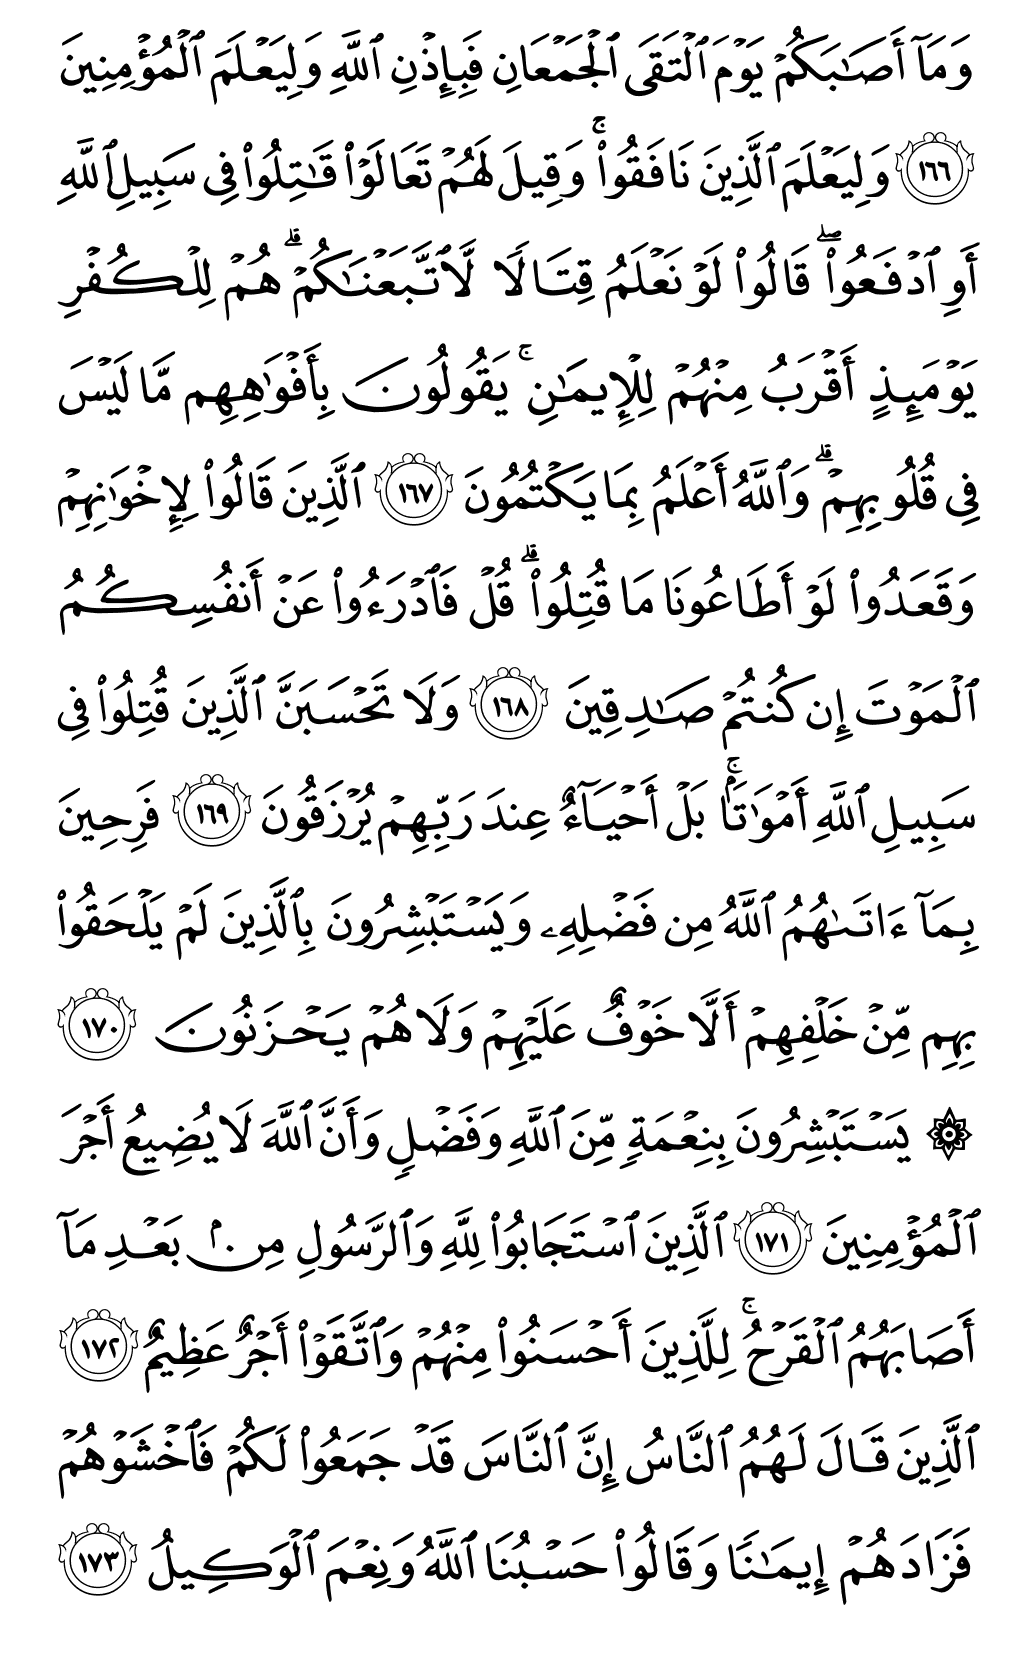 وَمَآ أَصَٰبَكُمْ يَوْمَ ٱلْتَقَى ٱلْجَمْعَانِ فَبِإِذْنِ ٱللَّهِ وَلِيَعْلَمَ ٱلْمُؤْمِنِينَ
١٦٦ وَلِيَعْلَمَ ٱلَّذِينَ نَافَقُوا۟ ۚ وَقِيلَ لَهُمْ تَعَالَوْا۟ قَٰتِلُوا۟ فِى سَبِيلِ ٱللَّهِ
أَوِ ٱدْفَعُوا۟ ۖ قَالُوا۟ لَوْ نَعْلَمُ قِتَالًا لَّٱتَّبَعْنَٰكُمْ ۗ هُمْ لِلْكُفْرِ
يَوْمَئِذٍ أَقْرَبُ مِنْهُمْ لِلْإِيمَٰنِ ۚ يَقُولُونَ بِأَفْوَٰهِهِم مَّا لَيْسَ
فِى قُلُوبِهِمْ ۗ وَٱللَّهُ أَعْلَمُ بِمَا يَكْتُمُونَ ١٦٧ ٱلَّذِينَ قَالُوا۟ لِإِخْوَٰنِهِمْ
وَقَعَدُوا۟ لَوْ أَطَاعُونَا مَا قُتِلُوا۟ ۗ قُلْ فَٱدْرَءُوا۟ عَنْ أَنفُسِكُمُ
ٱلْمَوْتَ إِن كُنتُمْ صَٰدِقِينَ ١٦٨ وَلَا تَحْسَبَنَّ ٱلَّذِينَ قُتِلُوا۟ فِى
سَبِيلِ ٱللَّهِ أَمْوَٰتًۢا ۚ بَلْ أَحْيَآءٌ عِندَ رَبِّهِمْ يُرْزَقُونَ ١٦٩ فَرِحِينَ
بِمَآ ءَاتَىٰهُمُ ٱللَّهُ مِن فَضْلِهِۦ وَيَسْتَبْشِرُونَ بِٱلَّذِينَ لَمْ يَلْحَقُوا۟
بِهِم مِّنْ خَلْفِهِمْ أَلَّا خَوْفٌ عَلَيْهِمْ وَلَا هُمْ يَحْزَنُونَ ١٧٠
۞ يَسْتَبْشِرُونَ بِنِعْمَةٍ مِّنَ ٱللَّهِ وَفَضْلٍ وَأَنَّ ٱللَّهَ لَا يُضِيعُ أَجْرَ
ٱلْمُؤْمِنِينَ ١٧١ ٱلَّذِينَ ٱسْتَجَابُوا۟ لِلَّهِ وَٱلرَّسُولِ مِنۢ بَعْدِ مَآ
أَصَابَهُمُ ٱلْقَرْحُ ۚ لِلَّذِينَ أَحْسَنُوا۟ مِنْهُمْ وَٱتَّقَوْا۟ أَجْرٌ عَظِيمٌ ١٧٢
ٱلَّذِينَ قَالَ لَهُمُ ٱلنَّاسُ إِنَّ ٱلنَّاسَ قَدْ جَمَعُوا۟ لَكُمْ فَٱخْشَوْهُمْ
فَزَادَهُمْ إِيمَٰنًا وَقَالُوا۟ حَسْبُنَا ٱللَّهُ وَنِعْمَ ٱلْوَكِيلُ ١٧٣